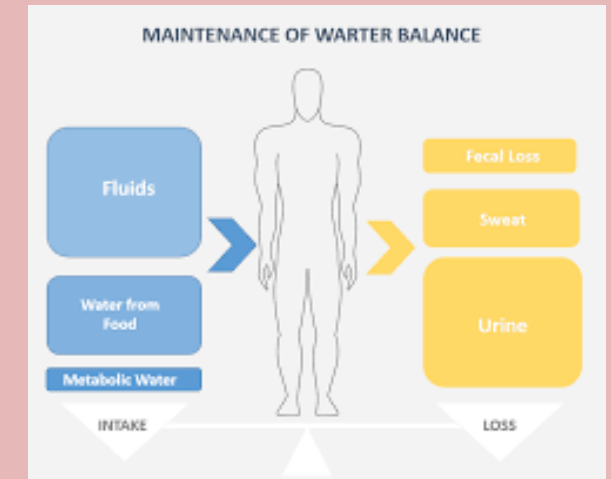 MAINTENANCE OF WARTER BALANCE
Fluids
Water from
Food
Metabolic Water
INTAKE
Fecal Loss
Sweat
Urine
LOSS